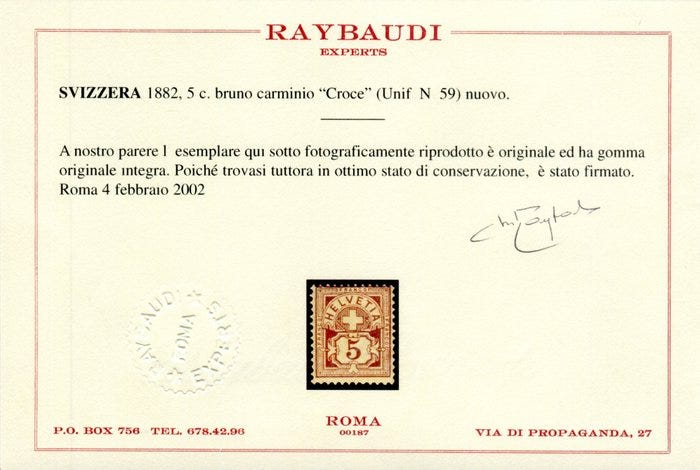 RAYBAUDI
EXPERTS
SVIZZERA 1882, 5 c. bruno carminio “Croce” (Unif N 59) nuovo.
A nostro parere l esemplare qui sotto fotograficamente riprodotto è originale ed ha gomma
originale integra. Poiché trovasi tuttora in ottimo stato di conservazione, è stato firmato.
Roma 4 febbraio 2002
RAYBAUDI EXPERTS
ROMA
HELVETIA
FRANCO
5
ROMA
00187
P.O. BOX 756 TEL. 678.42.96
VIA DI PROPAGANDA, 27